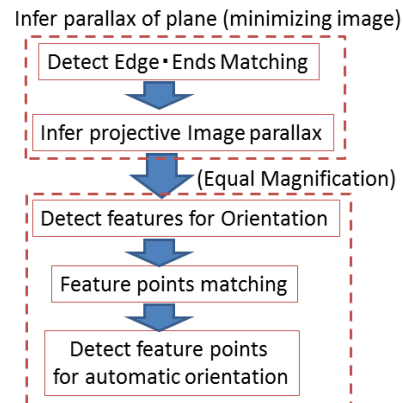 Infer parallax of plane (minimizing image)
Detect Edge・Ends Matching
Infer projective Image parallax
(Equal Magnification)
Detect features for Orientation
Feature points matching
Detect feature points
for automatic orientation